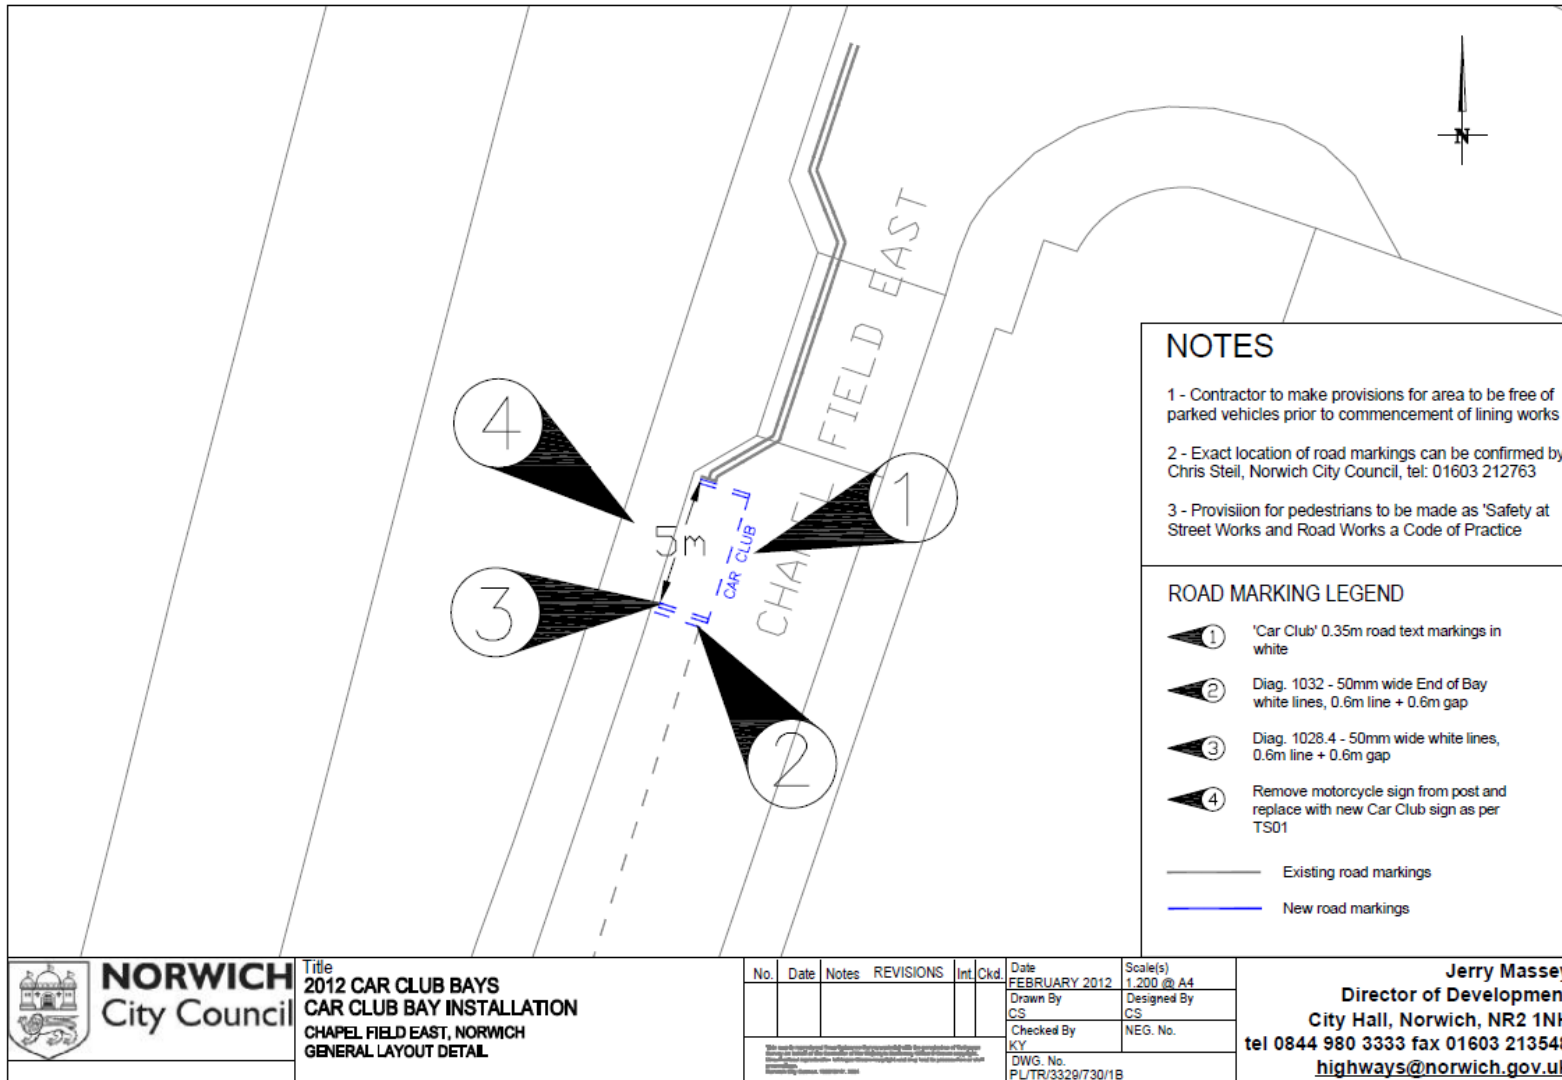 N
CHAPEL FIELD EAST
4
1
5m
CAR CLUB
3
2
NOTES
1 - Contractor to make provisions for area to be free of
parked vehicles prior to commencement of lining works
2 - Exact location of road markings can be confirmed by
Chris Steil, Norwich City Council, tel: 01603 212763
3 - Provisiion for pedestrians to be made as 'Safety at
Street Works and Road Works a Code of Practice
ROAD MARKING LEGEND
1 'Car Club' 0.35m road text markings in
white
2 Diag. 1032 - 50mm wide End of Bay
white lines, 0.6m line + 0.6m gap
3 Diag. 1028.4 - 50mm wide white lines,
0.6m line + 0.6m gap
4 Remove motorcycle sign from post and
replace with new Car Club sign as per
TS01
Existing road markings
New road markings
NORWICH
City Council
Title
2012 CAR CLUB BAYS
CAR CLUB BAY INSTALLATION
CHAPEL FIELD EAST, NORWICH
GENERAL LAYOUT DETAIL
No. Date Notes REVISIONS Int. Ckd.
Date
FEBRUARY 2012
Scale(s)
1.200 @ A4
Drawn By
CS
Designed By
CS
Checked By
KY
NEG. No.
DWG. No.
PL/TR/3329/730/1B
Jerry Massey
Director of Developmen
City Hall, Norwich, NR2 1NH
tel 0844 980 3333 fax 01603 213548
highways@norwich.gov.u